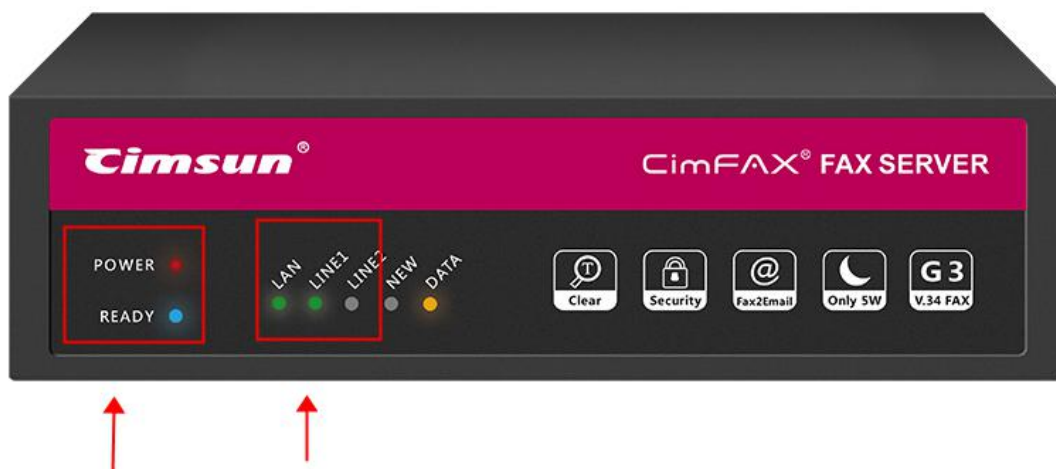 Cimsun®
CimFAX® FAX SERVER
POWER
READY
LAN
LINE1
LINE2
NEW
DATA
T
Clear
Security
@
Fax2Email
Only 5W
G3
V.34 FAX